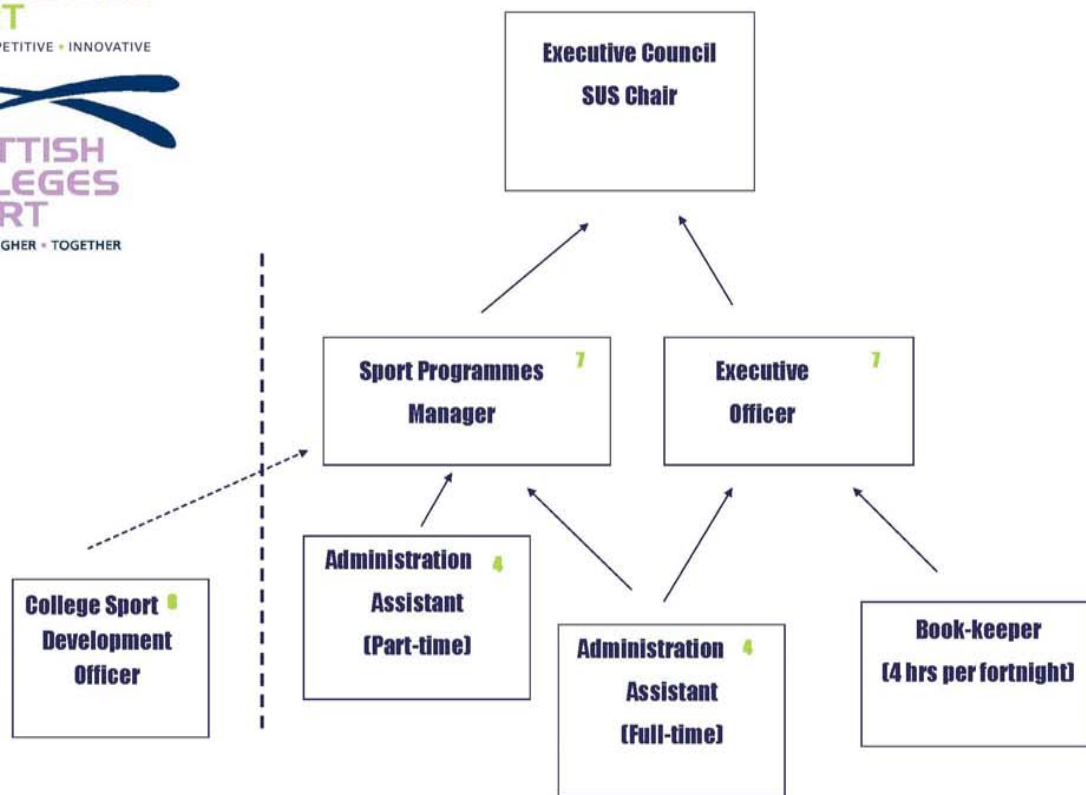 PETITIVE • INNOVATIVE
TTISH
LEGES
RT
GHER • TOGETHER
Executive Council
SUS Chair
Sport Programmes 7
Manager
Executive 7
Officer
College Sport
Development
Officer
Administration 4
Assistant
(Part-time)
Administration 4
Assistant
(Full-time)
Book-keeper
(4 hrs per fortnight)